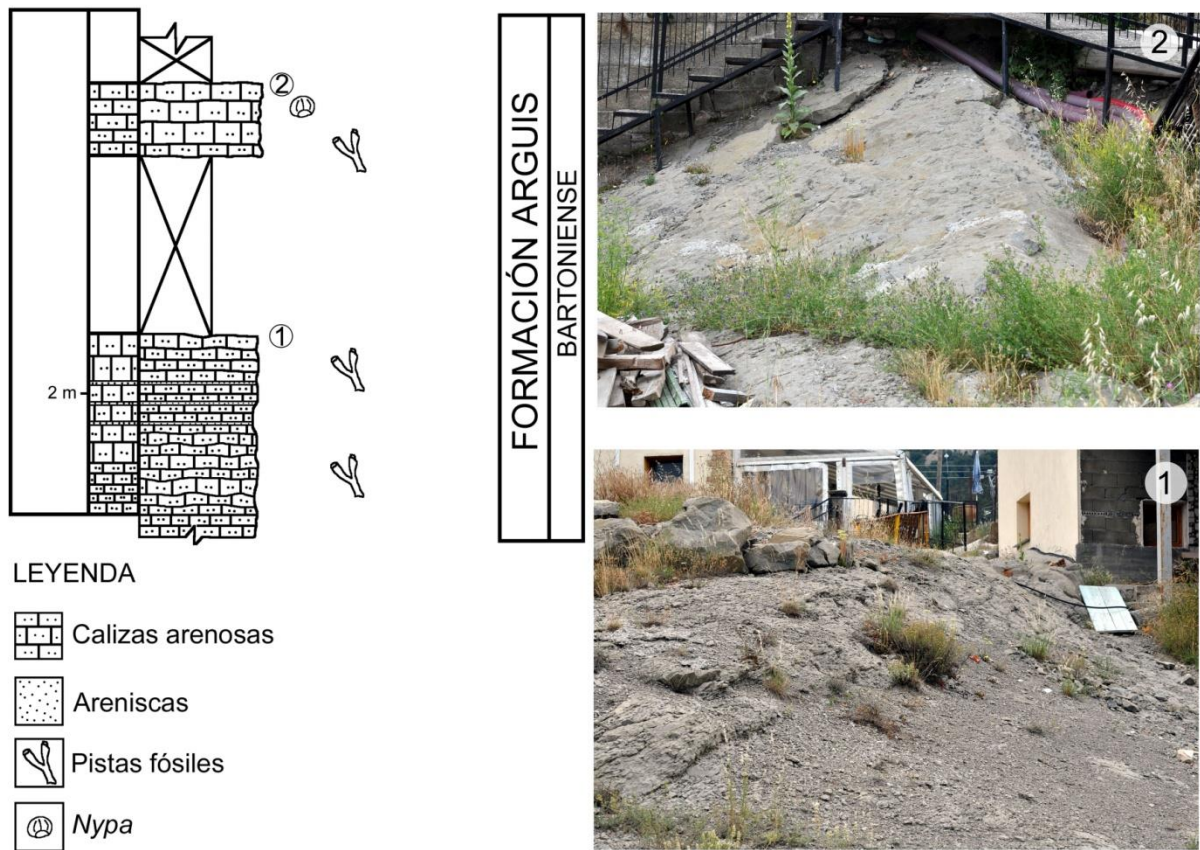 2
1
2 m
FORMACIÓN ARGUIS
BARTONIENSE
LEYENDA
Calizas arenosas
Areniscas
Pistas fósiles
Nypa
2
1